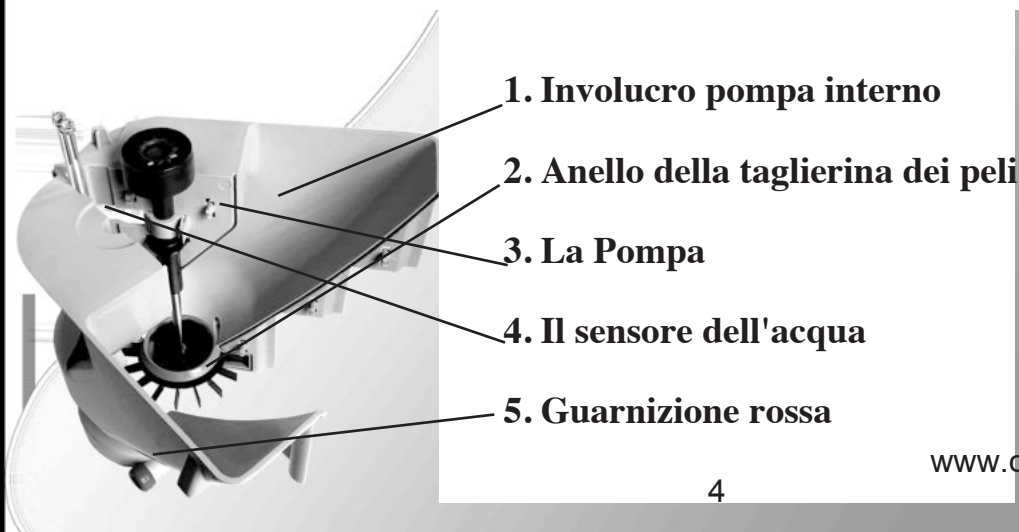 1. Involucro pompa interno
2. Anello della taglierina dei peli
3. La Pompa
4. Il sensore dell'acqua
5. Guarnizione rossa
www.c
4